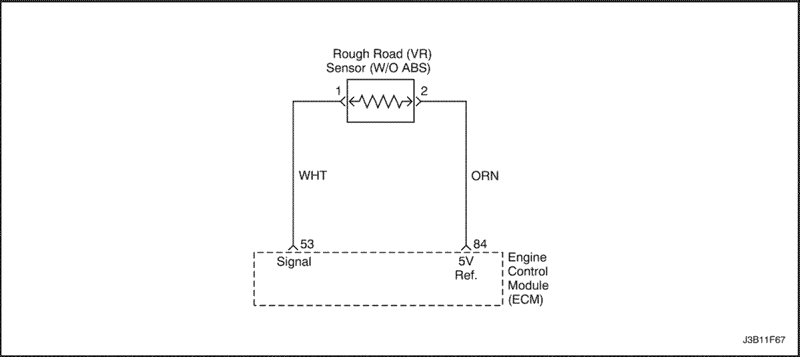 Rough Road (VR)
Sensor (W/O ABS)
1
2
WHT
ORN
53
84
Signal
5V
Ref.
Engine
Control
Module
(ECM)
J3B11F67